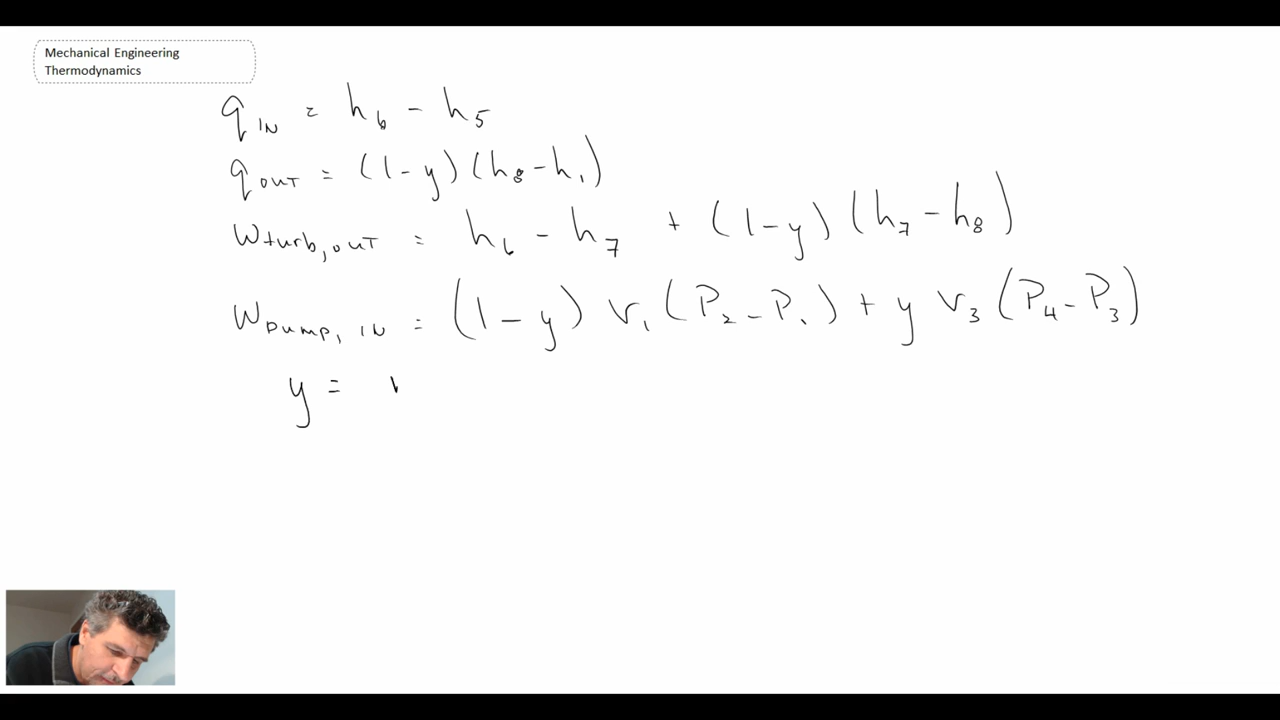 Mechanical Engineering
Thermodynamics
q_IN = h_6 - h_5
q_OUT = (1-y)(h_8-h_1)
w_turb,OUT = h_6 - h_7 + (1-y)(h_7-h_8)
w_Pump,IN = (1-y) v_1 (P_2-P_1) + y v_3 (P_4-P_3)
y =